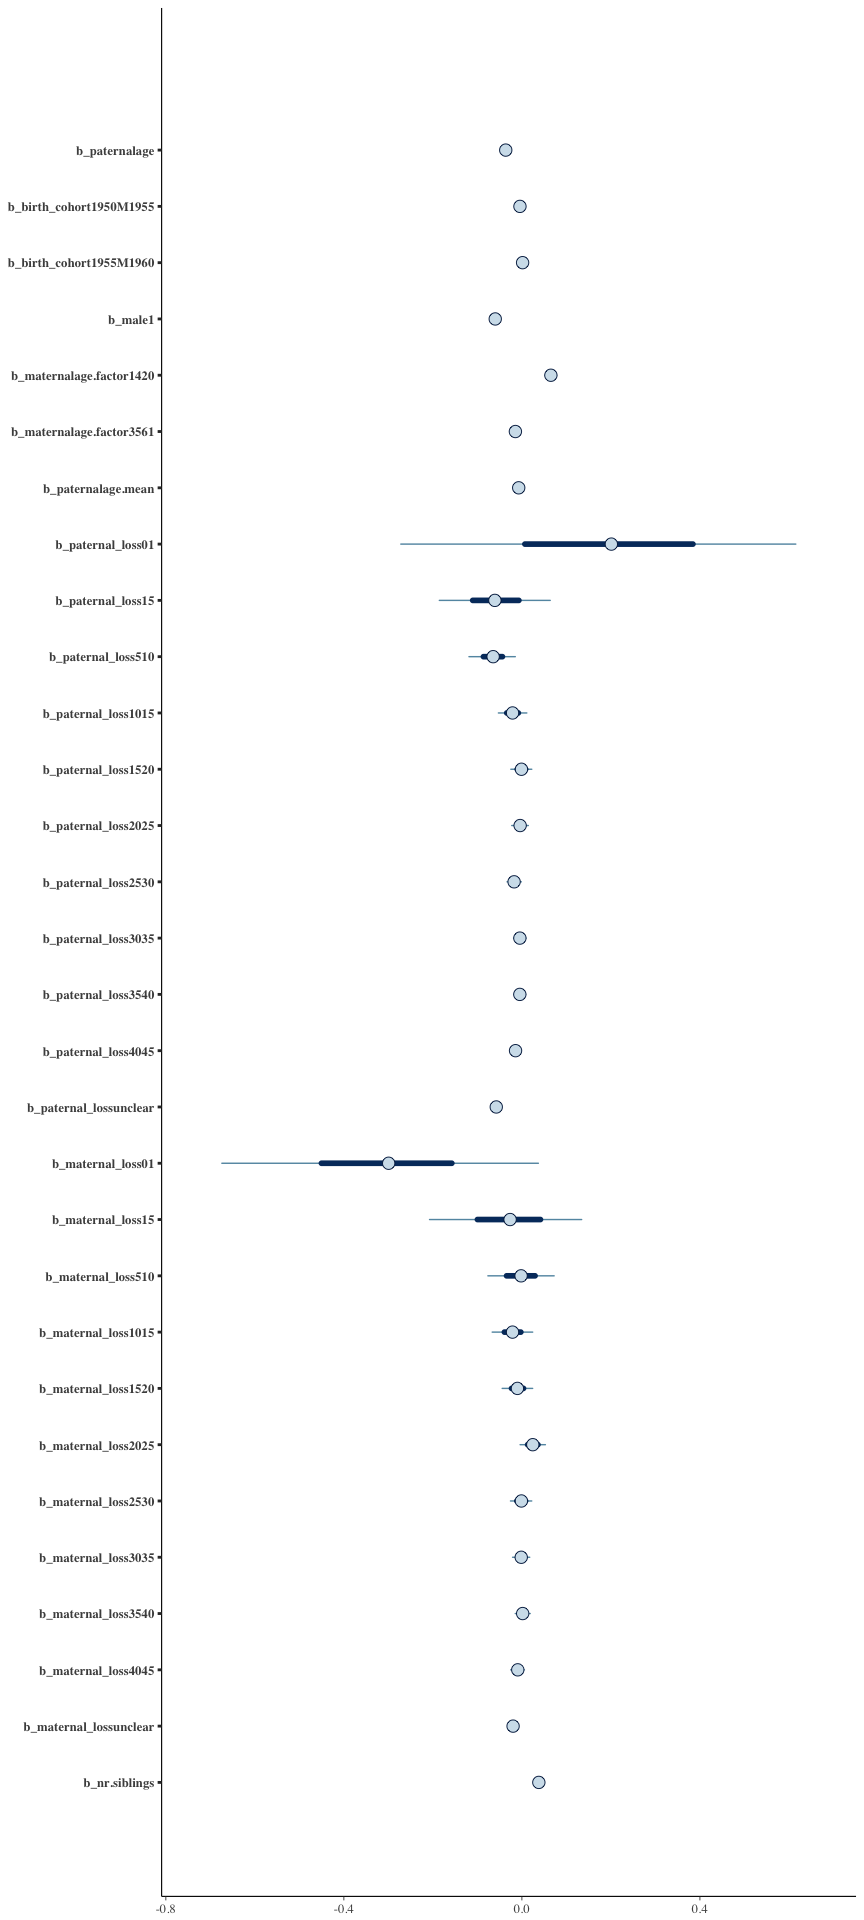 b_paternalage
b_birth_cohort1950M1955
b_birth_cohort1955M1960
b_male1
b_maternalage.factor1420
b_maternalage.factor3561
b_paternalage.mean
b_paternal_loss01
b_paternal_loss15
b_paternal_loss510
b_paternal_loss1015
b_paternal_loss1520
b_paternal_loss2025
b_paternal_loss2530
b_paternal_loss3035
b_paternal_loss3540
b_paternal_loss4045
b_paternal_lossunclear
b_maternal_loss01
b_maternal_loss15
b_maternal_loss510
b_maternal_loss1015
b_maternal_loss1520
b_maternal_loss2025
b_maternal_loss2530
b_maternal_loss3035
b_maternal_loss3540
b_maternal_loss4045
b_maternal_lossunclear
b_nr.siblings
-0.8 -0.4 0.0 0.4